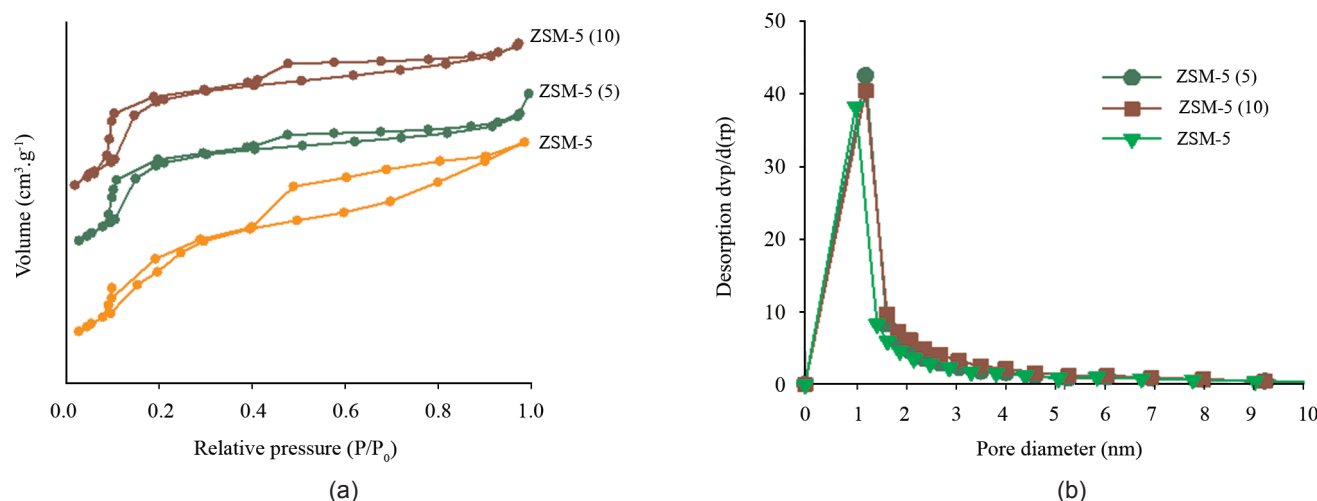 Volume (cm³.g⁻¹)
ZSM-5 (10)
ZSM-5 (5)
ZSM-5
0.0 0.2 0.4 0.6 0.8 1.0
Relative pressure (P/P₀)
(a)
Desorption dvp/d(rp)
50
40
30
20
10
0
ZSM-5 (5)
ZSM-5 (10)
ZSM-5
0 1 2 3 4 5 6 7 8 9 10
Pore diameter (nm)
(b)